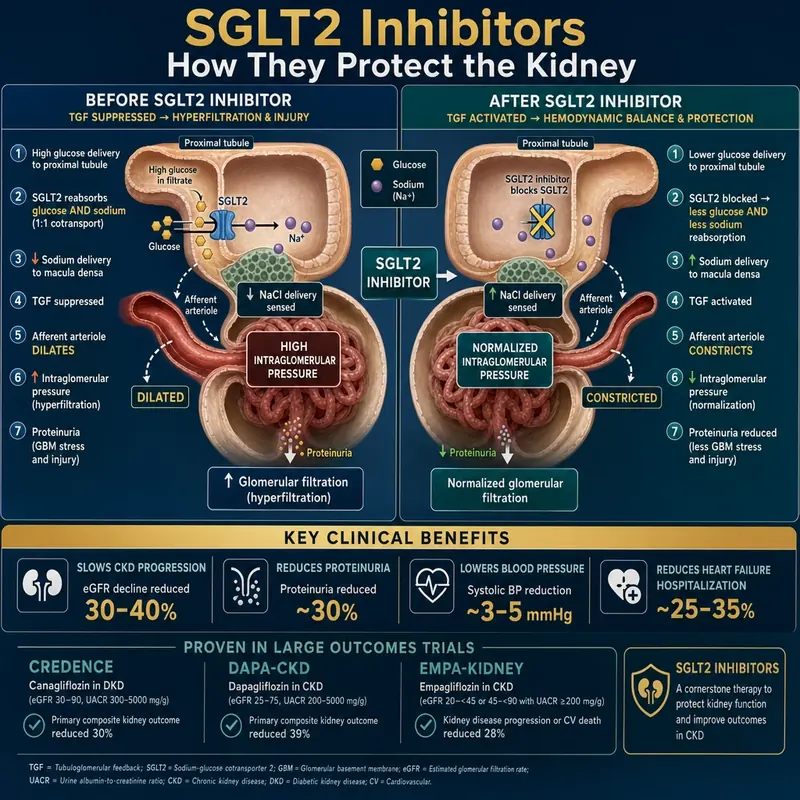 SGLT2 Inhibitors
How They Protect the Kidney
BEFORE SGLT2 INHIBITOR
TGF SUPPRESSED → HYPERFILTRATION & INJURY
1 High glucose delivery
to proximal tubule
2 SGLT2 reabsorbs
glucose AND sodium
(1:1 cotransport)
3 ↓ Sodium delivery
to macula densa
4 TGF suppressed
5 Afferent arteriole
DILATES
6 ↑ Intraglomerular
pressure
(hyperfiltration)
7 Proteinuria
(GBM stress
and injury)
Proximal tubule
High glucose
in filtrate
SGLT2
Glucose
Na⁺
Afferent
arteriole
↓ NaCl delivery
sensed
HIGH
INTRAGLOMERULAR
PRESSURE
DILATED
Proteinuria
↑ Glomerular filtration
(hyperfiltration)
Glucose
Sodium
(Na⁺)
SGLT2
INHIBITOR
AFTER SGLT2 INHIBITOR
TGF ACTIVATED → HEMODYNAMIC BALANCE & PROTECTION
Proximal tubule
SGLT2 inhibitor
blocks SGLT2
↑ NaCl delivery
sensed
Afferent
arteriole
NORMALIZED
INTRAGLOMERULAR
PRESSURE
CONSTRICTED
↓ Proteinuria
Normalized glomerular
filtration
1 Lower glucose delivery
to proximal tubule
2 SGLT2 blocked →
less glucose AND
less sodium
reabsorption
3 ↑ Sodium delivery
to macula densa
4 TGF activated
5 Afferent arteriole
CONSTRICTS
6 ↓ Intraglomerular
pressure
(normalization)
7 Proteinuria reduced
(less GBM stress
and injury)
KEY CLINICAL BENEFITS
SLOWS CKD PROGRESSION
eGFR decline reduced
30–40%
REDUCES PROTEINURIA
Proteinuria reduced
~30%
LOWERS BLOOD PRESSURE
Systolic BP reduction
~3–5 mmHg
REDUCES HEART FAILURE
HOSPITALIZATION
~25–35%
PROVEN IN LARGE OUTCOMES TRIALS
CREDENCE
Canagliflozin in DKD
(eGFR 30–90, UACR 300–5000 mg/g)
Primary composite kidney outcome
reduced 30%
DAPA-CKD
Dapagliflozin in CKD
(eGFR 25–75, UACR 200–5000 mg/g)
Primary composite kidney outcome
reduced 39%
EMPA-KIDNEY
Empagliflozin in CKD
(eGFR 20–<45 or 45–<90 with UACR ≥200 mg/g)
Kidney disease progression or CV death
reduced 28%
SGLT2 INHIBITORS
A cornerstone therapy to
protect kidney function
and improve outcomes
in CKD
TGF = Tubuloglomerular feedback; SGLT2 = Sodium-glucose cotransporter 2; GBM = Glomerular basement membrane; eGFR = Estimated glomerular filtration rate;
UACR = Urine albumin-to-creatinine ratio; CKD = Chronic kidney disease; DKD = Diabetic kidney disease; CV = Cardiovascular.